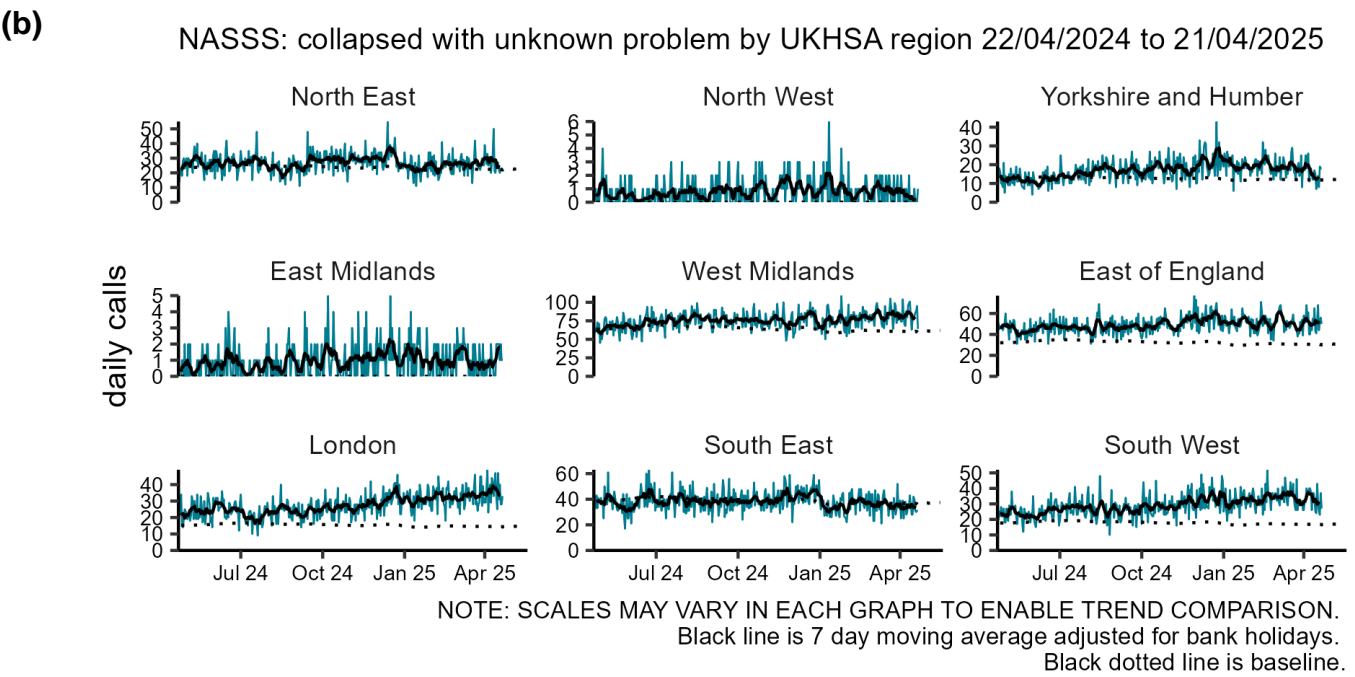 (b)
NASSS: collapsed with unknown problem by UKHSA region 22/04/2024 to 21/04/2025
daily calls
North East
50
40
30
20
10
0
North West
6
5
4
3
2
1
0
Yorkshire and Humber
40
30
20
10
0
East Midlands
5
4
3
2
1
0
West Midlands
100
75
50
25
0
East of England
60
40
20
0
London
40
30
20
10
0
Jul 24 Oct 24 Jan 25 Apr 25
South East
60
40
20
0
Jul 24 Oct 24 Jan 25 Apr 25
South West
50
40
30
20
10
0
Jul 24 Oct 24 Jan 25 Apr 25
NOTE: SCALES MAY VARY IN EACH GRAPH TO ENABLE TREND COMPARISON.
Black line is 7 day moving average adjusted for bank holidays.
Black dotted line is baseline.